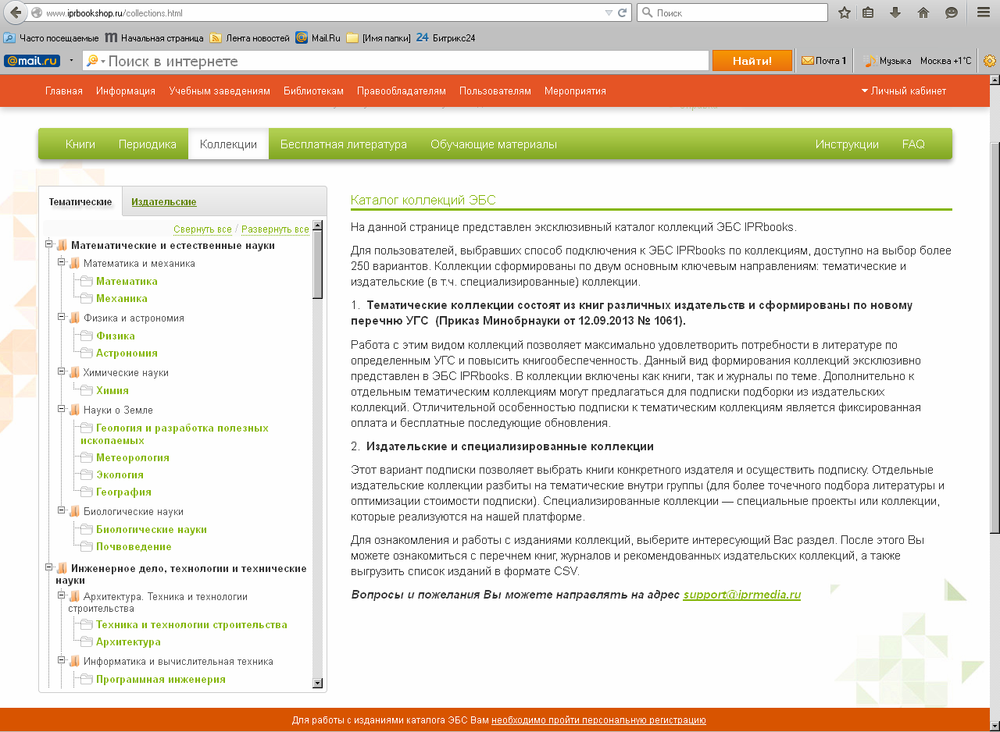 www.iprbookshop.ru/collections.html
Поиск
Часто посещаемые Начальная страница Лента новостей Mail.Ru [Имя папки] 24 Битрикс24
@mail.ru Поиск в интернете Найти! Почта 1 Музыка Москва +1°C
Главная Информация Учебным заведениям Библиотекам Правообладателям Пользователям Мероприятия Личный кабинет
Книги Периодика Коллекции Бесплатная литература Обучающие материалы Инструкции FAQ
Тематические Издательские
Свернуть все / Развернуть все
Математические и естественные науки
Математика и механика
Математика
Механика
Физика и астрономия
Физика
Астрономия
Химические науки
Химия
Науки о Земле
Геология и разработка полезных
ископаемых
Метеорология
Экология
География
Биологические науки
Биологические науки
Почвоведение
Инженерное дело, технологии и технические
науки
Архитектура. Техника и технологии
строительства
Техника и технологии строительства
Архитектура
Информатика и вычислительная техника
Программная инженерия
Каталог коллекций ЭБС
На данной странице представлен эксклюзивный каталог коллекций ЭБС IPRbooks.
Для пользователей, выбравших способ подключения к ЭБС IPRbooks по коллекциям, доступно на выбор более
250 вариантов. Коллекции сформированы по двум основным ключевым направлениям: тематические и
издательские (в т.ч. специализированные) коллекции.
1. Тематические коллекции состоят из книг различных издательств и сформированы по новому
перечню УГС (Приказ Минобрнауки от 12.09.2013 № 1061).
Работа с этим видом коллекций позволяет максимально удовлетворить потребности в литературе по
определенным УГС и повысить книгообеспеченность. Данный вид формирования коллекций эксклюзивно
представлен в ЭБС IPRbooks. В коллекции включены как книги, так и журналы по теме. Дополнительно к
отдельным тематическим коллекциям могут предлагаться для подписки подборки из издательских
коллекций. Отличительной особенностью подписки к тематическим коллекциям является фиксированная
оплата и бесплатные последующие обновления.
2. Издательские и специализированные коллекции
Этот вариант подписки позволяет выбрать книги конкретного издателя и осуществить подписку. Отдельные
издательские коллекции разбиты на тематические внутри группы (для более точечного подбора литературы и
оптимизации стоимости подписки). Специализированные коллекции — специальные проекты или коллекции,
которые реализуются на нашей платформе.
Для ознакомления и работы с изданиями коллекций, выберите интересующий Вас раздел. После этого Вы
можете ознакомиться с перечнем книг, журналов и рекомендованных издательских коллекций, а также
выгрузить список изданий в формате CSV.
Вопросы и пожелания Вы можете направлять на адрес support@iprmedia.ru
Для работы с изданиями каталога ЭБС Вам необходимо пройти персональную регистрацию